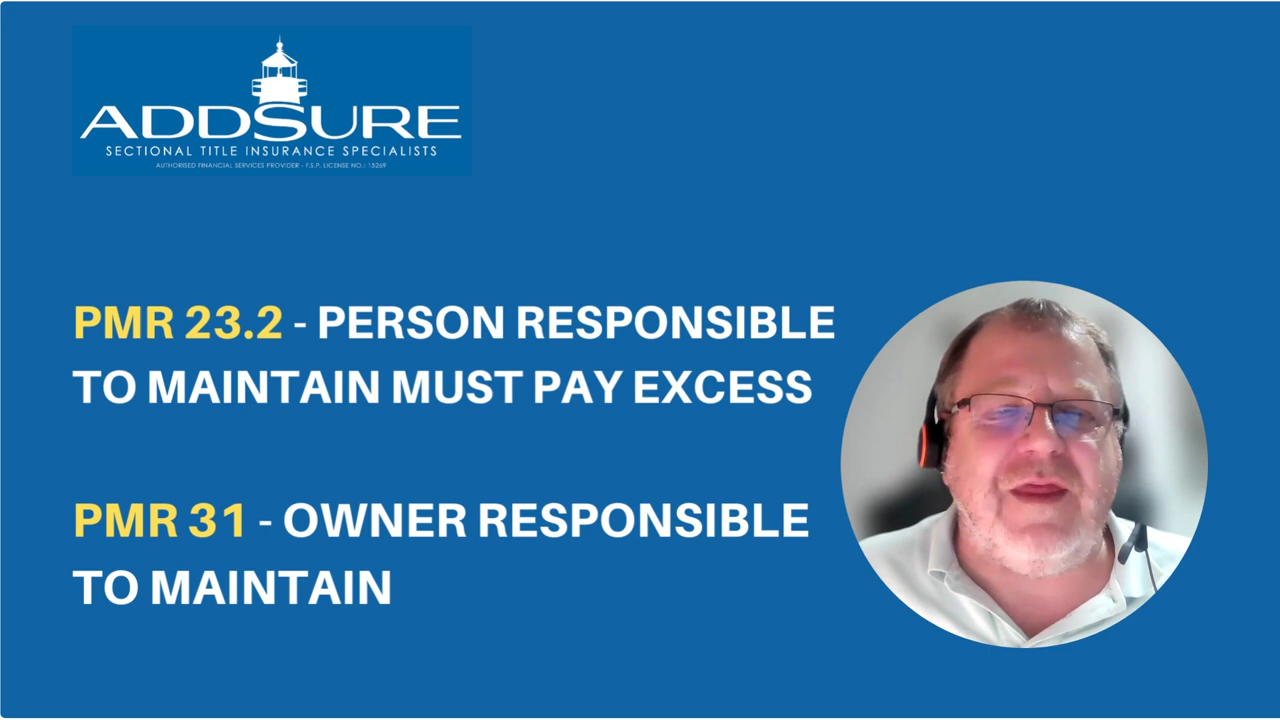 ADDSURE
SECTIONAL TITLE INSURANCE SPECIALISTS
AUTHORISED FINANCIAL SERVICES PROVIDER - F.S.P. LICENSE NO.: 15269
PMR 23.2 - PERSON RESPONSIBLE
TO MAINTAIN MUST PAY EXCESS
PMR 31 - OWNER RESPONSIBLE
TO MAINTAIN